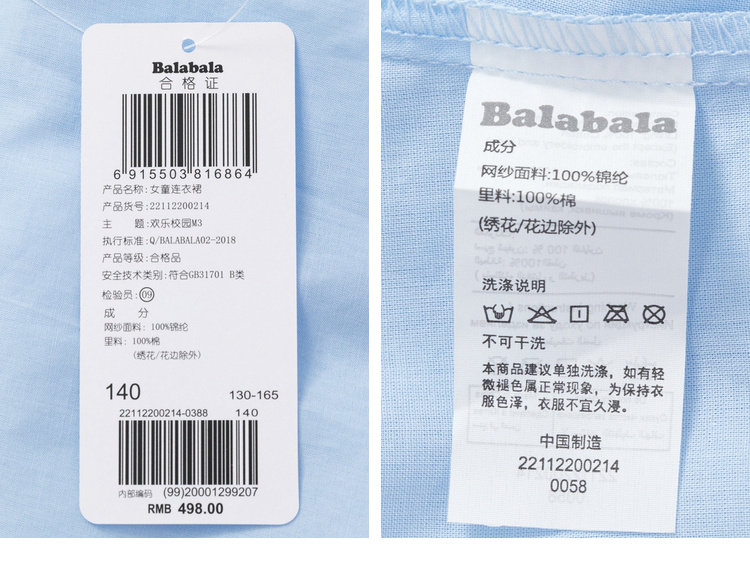 Balabala
合格证
6 915503 816864
产品名称: 女童连衣裙
产品货号: 22112200214
主 题: 欢乐校园M3
执行标准: Q/BALABALA02-2018
产品等级: 合格品
安全技术类别: 符合GB31701 B类
检验员: 09
成 分
网纱面料: 100%锦纶
里料: 100%棉
(绣花/花边除外)
140 130-165
22112200214-0388 140
内部编码 (99)20001299207
RMB 498.00
Balabala
成分
网纱面料:100%锦纶
里料:100%棉
(绣花/花边除外)
洗涤说明
不可干洗
本商品建议单独洗涤，如有轻
微褪色属正常现象，为保持衣
服色泽，衣服不宜久浸。
中国制造
22112200214
0058